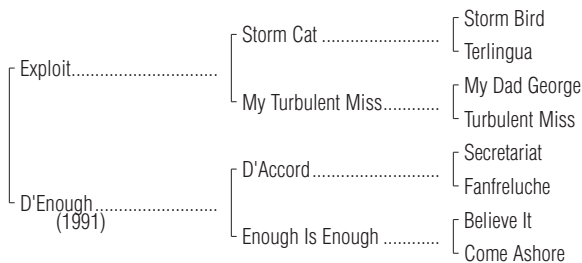 Storm Bird
Storm Cat ........................
Terlingua
Exploit..............................
My Dad George
My Turbulent Miss............
Turbulent Miss
Secretariat
D'Accord..........................
Fanfreluche
D'Enough.........................
(1991)
Believe It
Enough Is Enough ............
Come Ashore